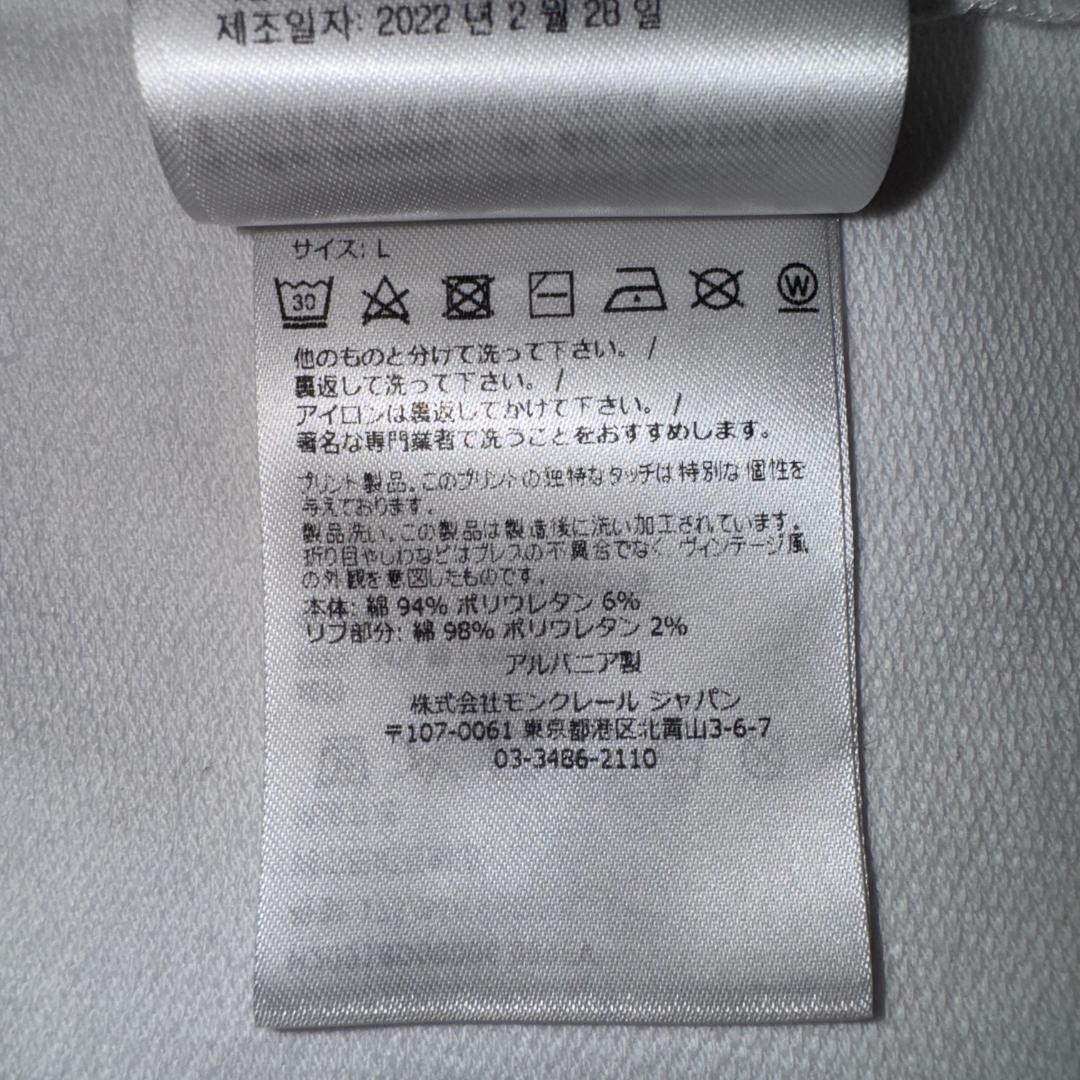 제조일자: 2022 년 2 월 28 일
サイズ: L
30
W
他のものと分けて洗って下さい。 /
裏返して洗って下さい。 /
アイロンは裏返してかけて下さい。 /
著名な専門業者で洗うことをおすすめします。
プリント製品。このプリントの独特なタッチは特別な個性を
与えております。
製品洗い。この製品は製造後に洗い加工されています。
折り目やしわなどはプレスの不具合でなく ヴィンテージ風
の外観を意図したものです。
本体: 綿 94% ポリウレタン 6%
リブ部分: 綿 98% ポリウレタン 2%
アルバニア製
株式会社モンクレール ジャパン
〒107-0061 東京都港区北青山3-6-7
03-3486-2110